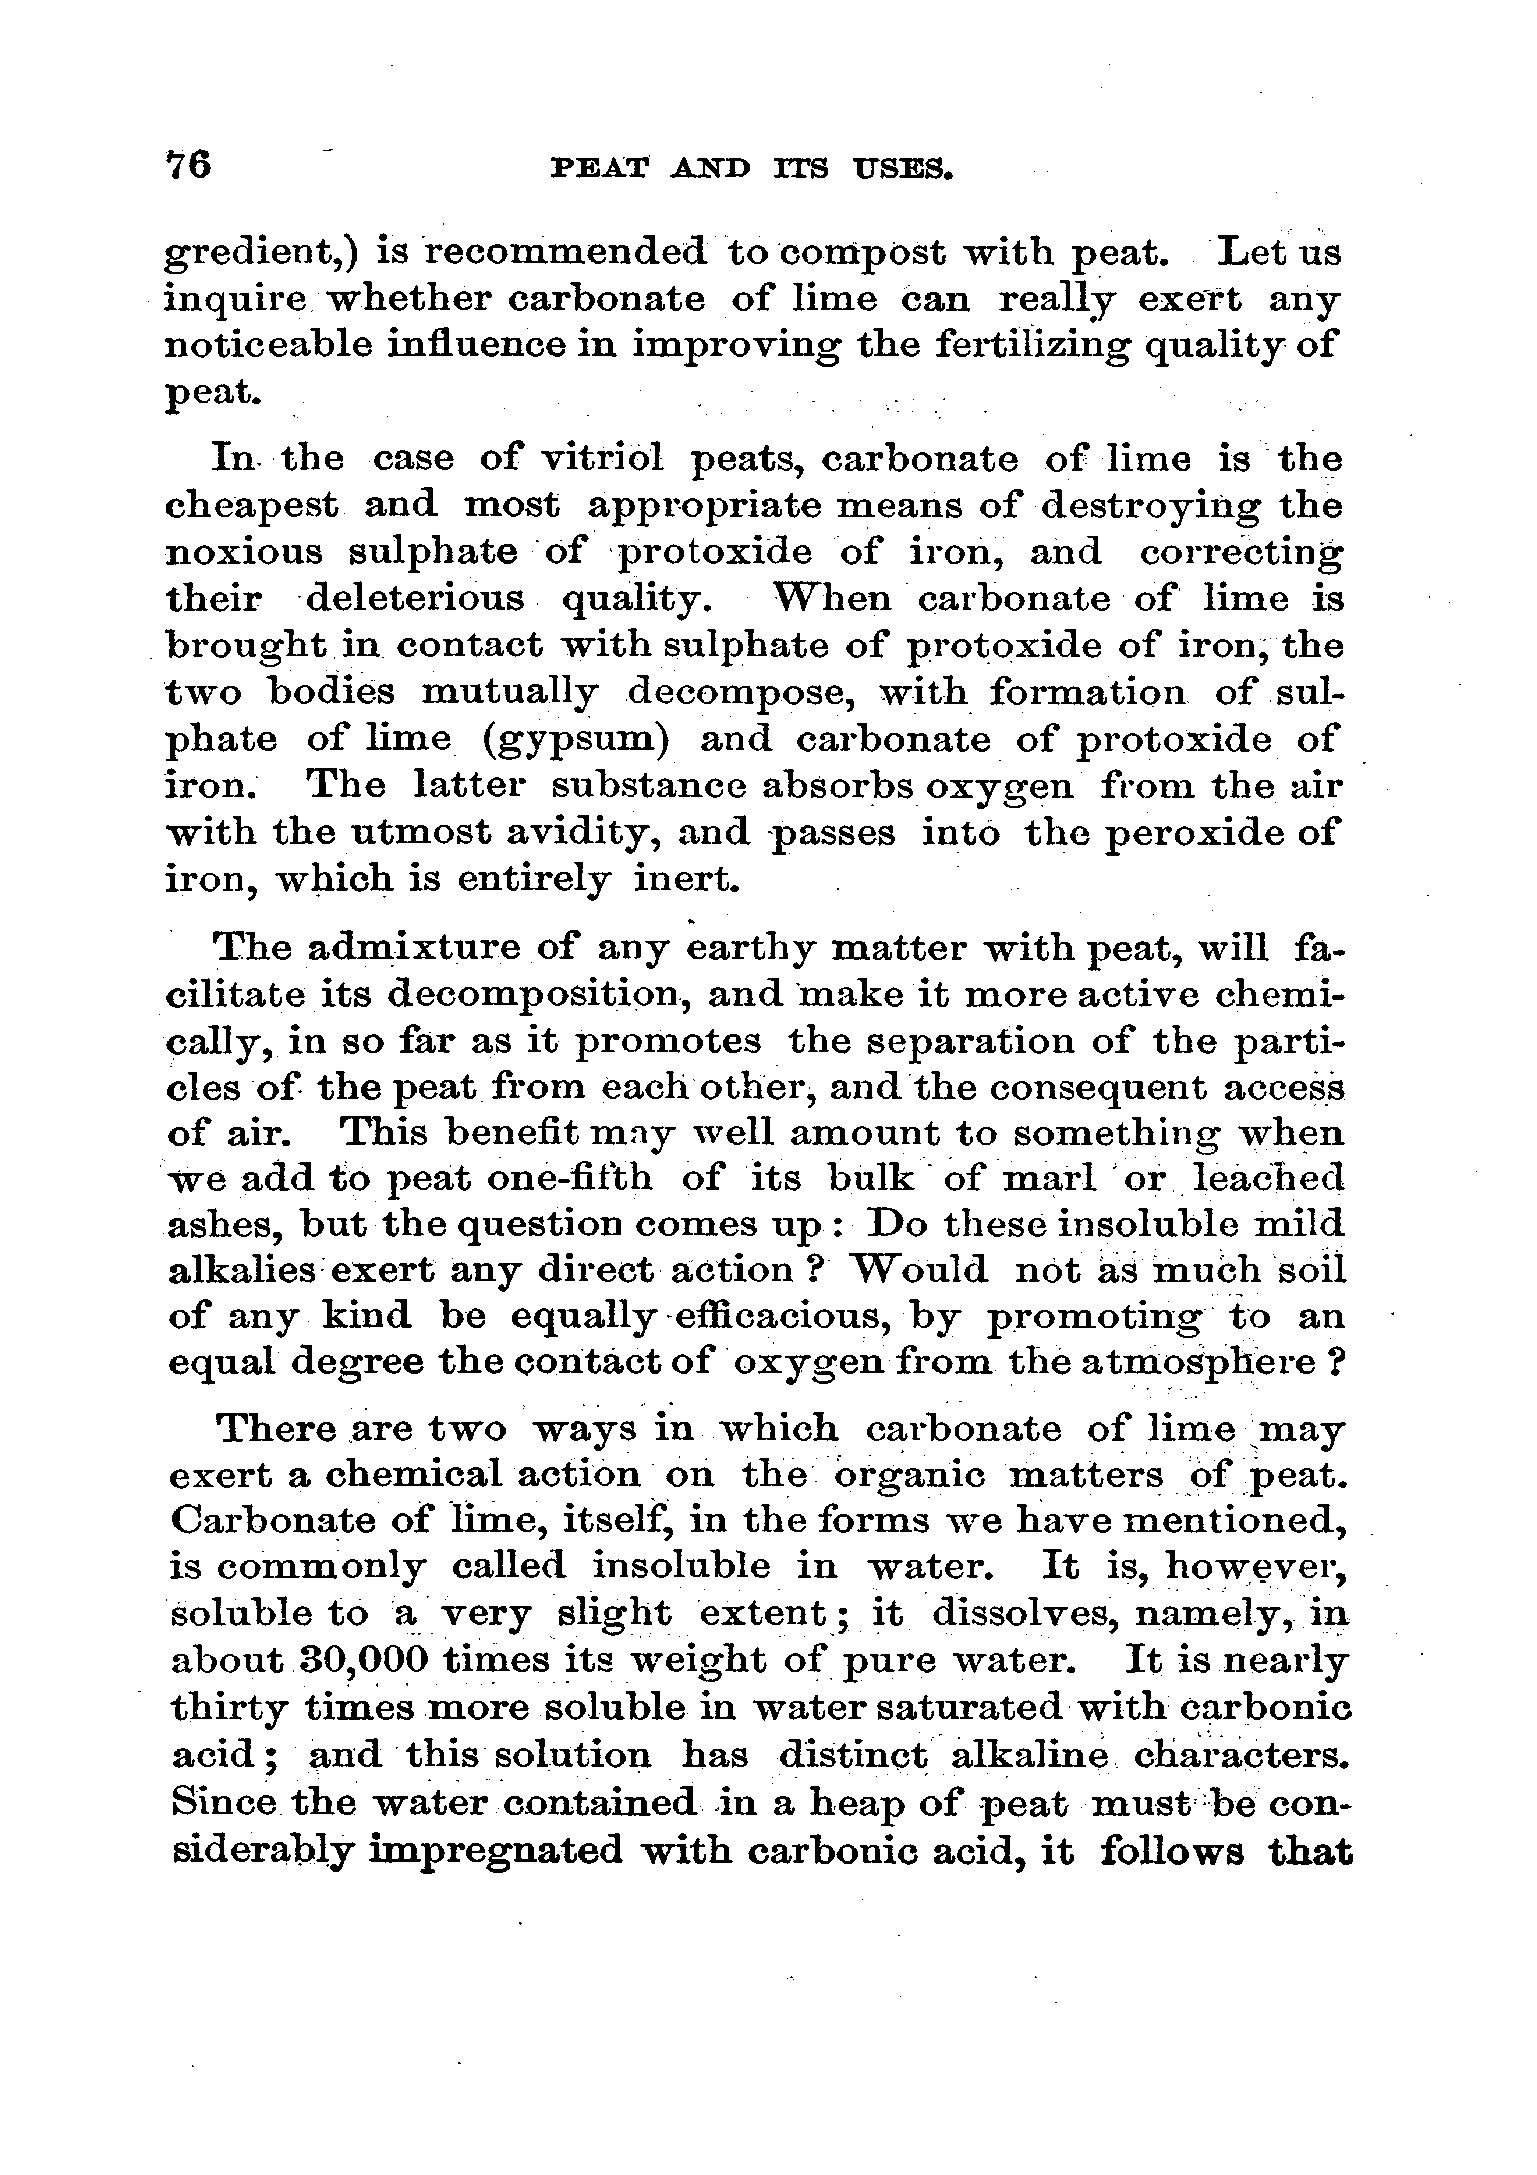 76 PEAT AND ITS USES.
gredient,) is recommended to compost with peat. Let us
inquire whether carbonate of lime can really exert any
noticeable influence in improving the fertilizing quality of
peat.
In the case of vitriol peats, carbonate of lime is the
cheapest and most appropriate means of destroying the
noxious sulphate of protoxide of iron, and correcting
their deleterious quality. When carbonate of lime is
brought in contact with sulphate of protoxide of iron, the
two bodies mutually decompose, with formation of sul-
phate of lime (gypsum) and carbonate of protoxide of
iron. The latter substance absorbs oxygen from the air
with the utmost avidity, and passes into the peroxide of
iron, which is entirely inert.
The admixture of any earthy matter with peat, will fa-
cilitate its decomposition, and make it more active chemi-
cally, in so far as it promotes the separation of the parti-
cles of the peat from each other, and the consequent access
of air. This benefit may well amount to something when
we add to peat one-fifth of its bulk of marl or leached
ashes, but the question comes up : Do these insoluble mild
alkalies exert any direct action ? Would not as much soil
of any kind be equally efficacious, by promoting to an
equal degree the contact of oxygen from the atmosphere ?
There are two ways in which carbonate of lime may
exert a chemical action on the organic matters of peat.
Carbonate of lime, itself, in the forms we have mentioned,
is commonly called insoluble in water. It is, however,
soluble to a very slight extent ; it dissolves, namely, in
about 30,000 times its weight of pure water. It is nearly
thirty times more soluble in water saturated with carbonic
acid ; and this solution has distinct alkaline characters.
Since the water contained in a heap of peat must be con-
siderably impregnated with carbonic acid, it follows that